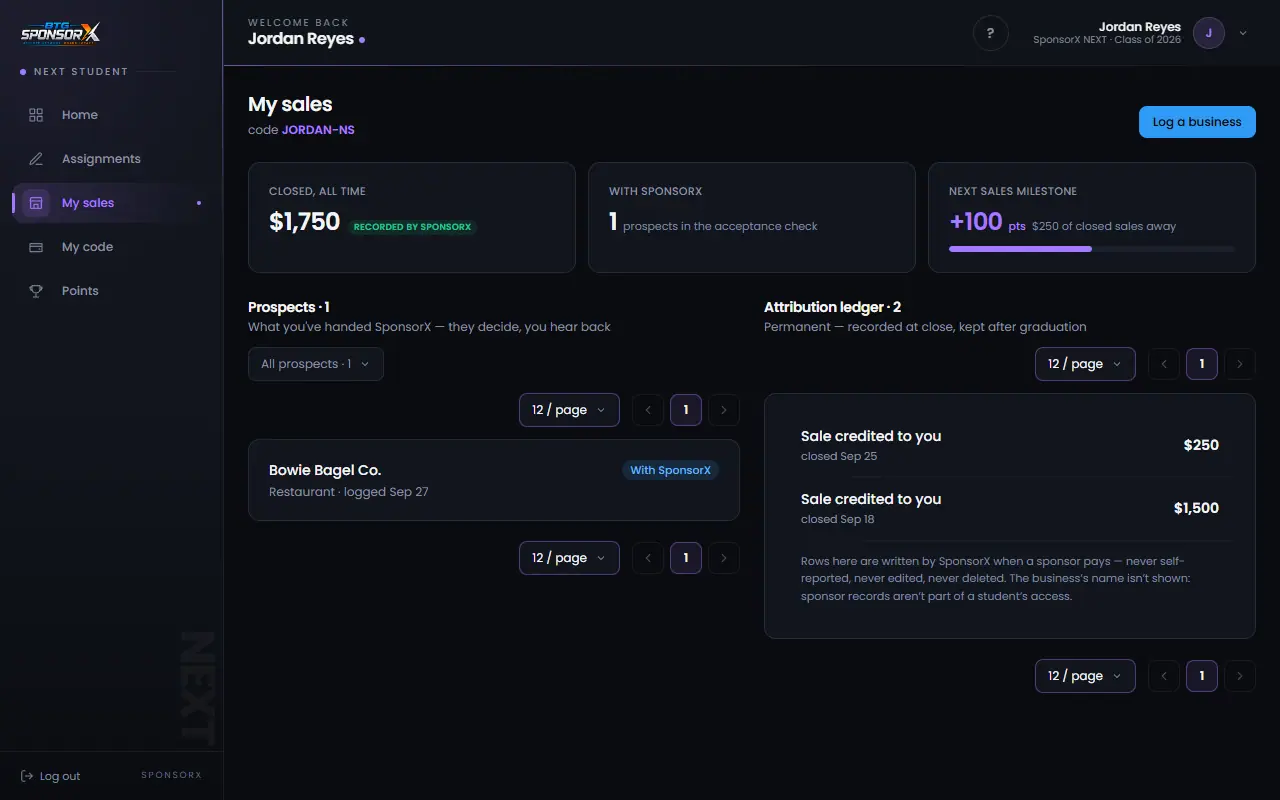 BTG
SPONSORX
NEXT STUDENT
Home
Assignments
My sales
My code
Points
NEXT
Log out
SPONSORX
WELCOME BACK
Jordan Reyes
?
Jordan Reyes
SponsorX NEXT · Class of 2026
J
My sales
code JORDAN-NS
Log a business
CLOSED, ALL TIME
$1,750 RECORDED BY SPONSORX
WITH SPONSORX
1 prospects in the acceptance check
NEXT SALES MILESTONE
+100 pts $250 of closed sales away
Prospects · 1
What you've handed SponsorX — they decide, you hear back
All prospects · 1
12 / page
1
Bowie Bagel Co.
With SponsorX
Restaurant · logged Sep 27
12 / page
1
Attribution ledger · 2
Permanent — recorded at close, kept after graduation
12 / page
1
Sale credited to you
closed Sep 25
$250
Sale credited to you
closed Sep 18
$1,500
Rows here are written by SponsorX when a sponsor pays — never self-
reported, never edited, never deleted. The business's name isn't shown:
sponsor records aren't part of a student's access.
12 / page
1